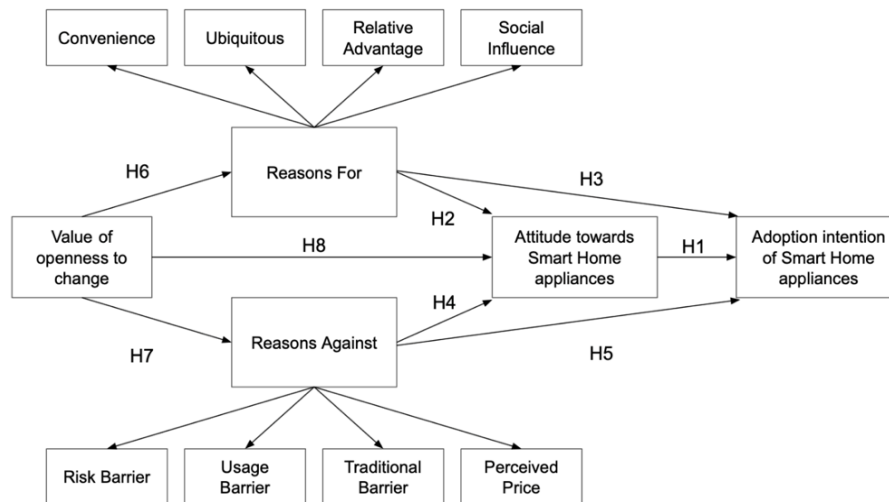 Convenience
Ubiquitous
Relative
Advantage
Social
Influence
H6
Reasons For
H3
H2
Value of
openness to
change
H8
Attitude towards
Smart Home
appliances
H1
Adoption intention
of Smart Home
appliances
H4
H7
Reasons Against
H5
Risk Barrier
Usage
Barrier
Traditional
Barrier
Perceived
Price